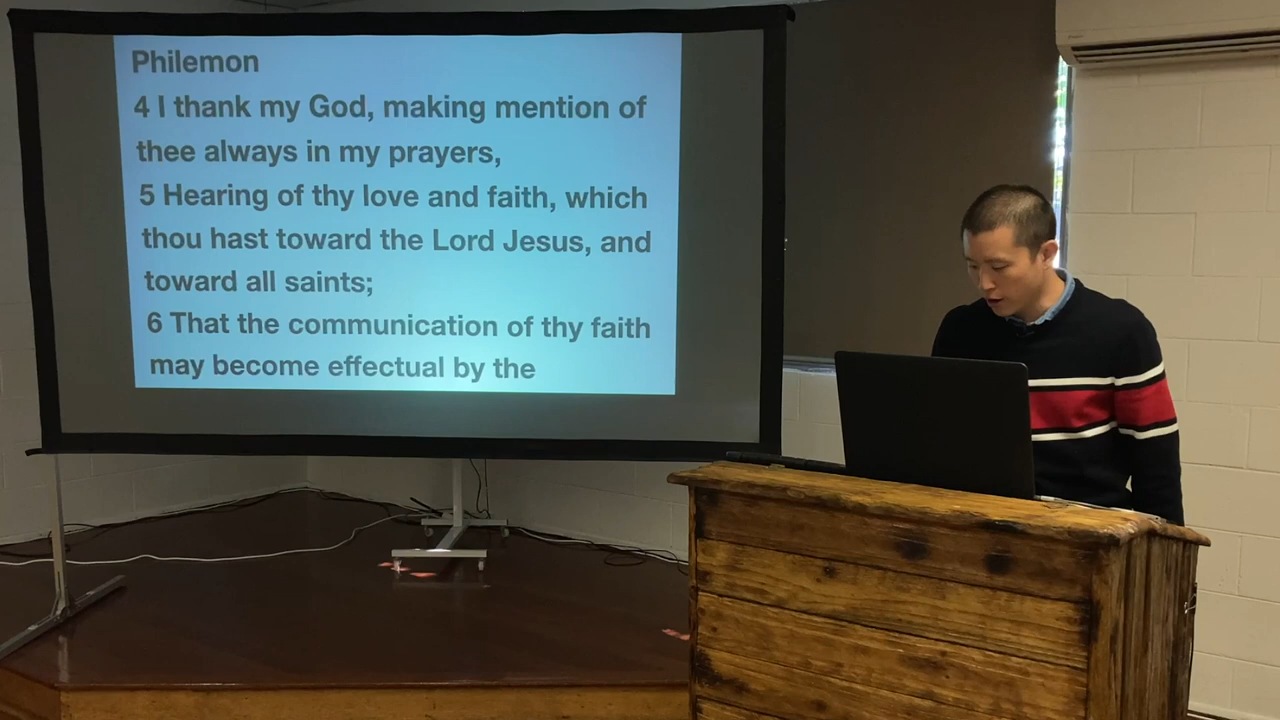 Philemon
4 I thank my God, making mention of
thee always in my prayers,
5 Hearing of thy love and faith, which
thou hast toward the Lord Jesus, and
toward all saints;
6 That the communication of thy faith
may become effectual by the